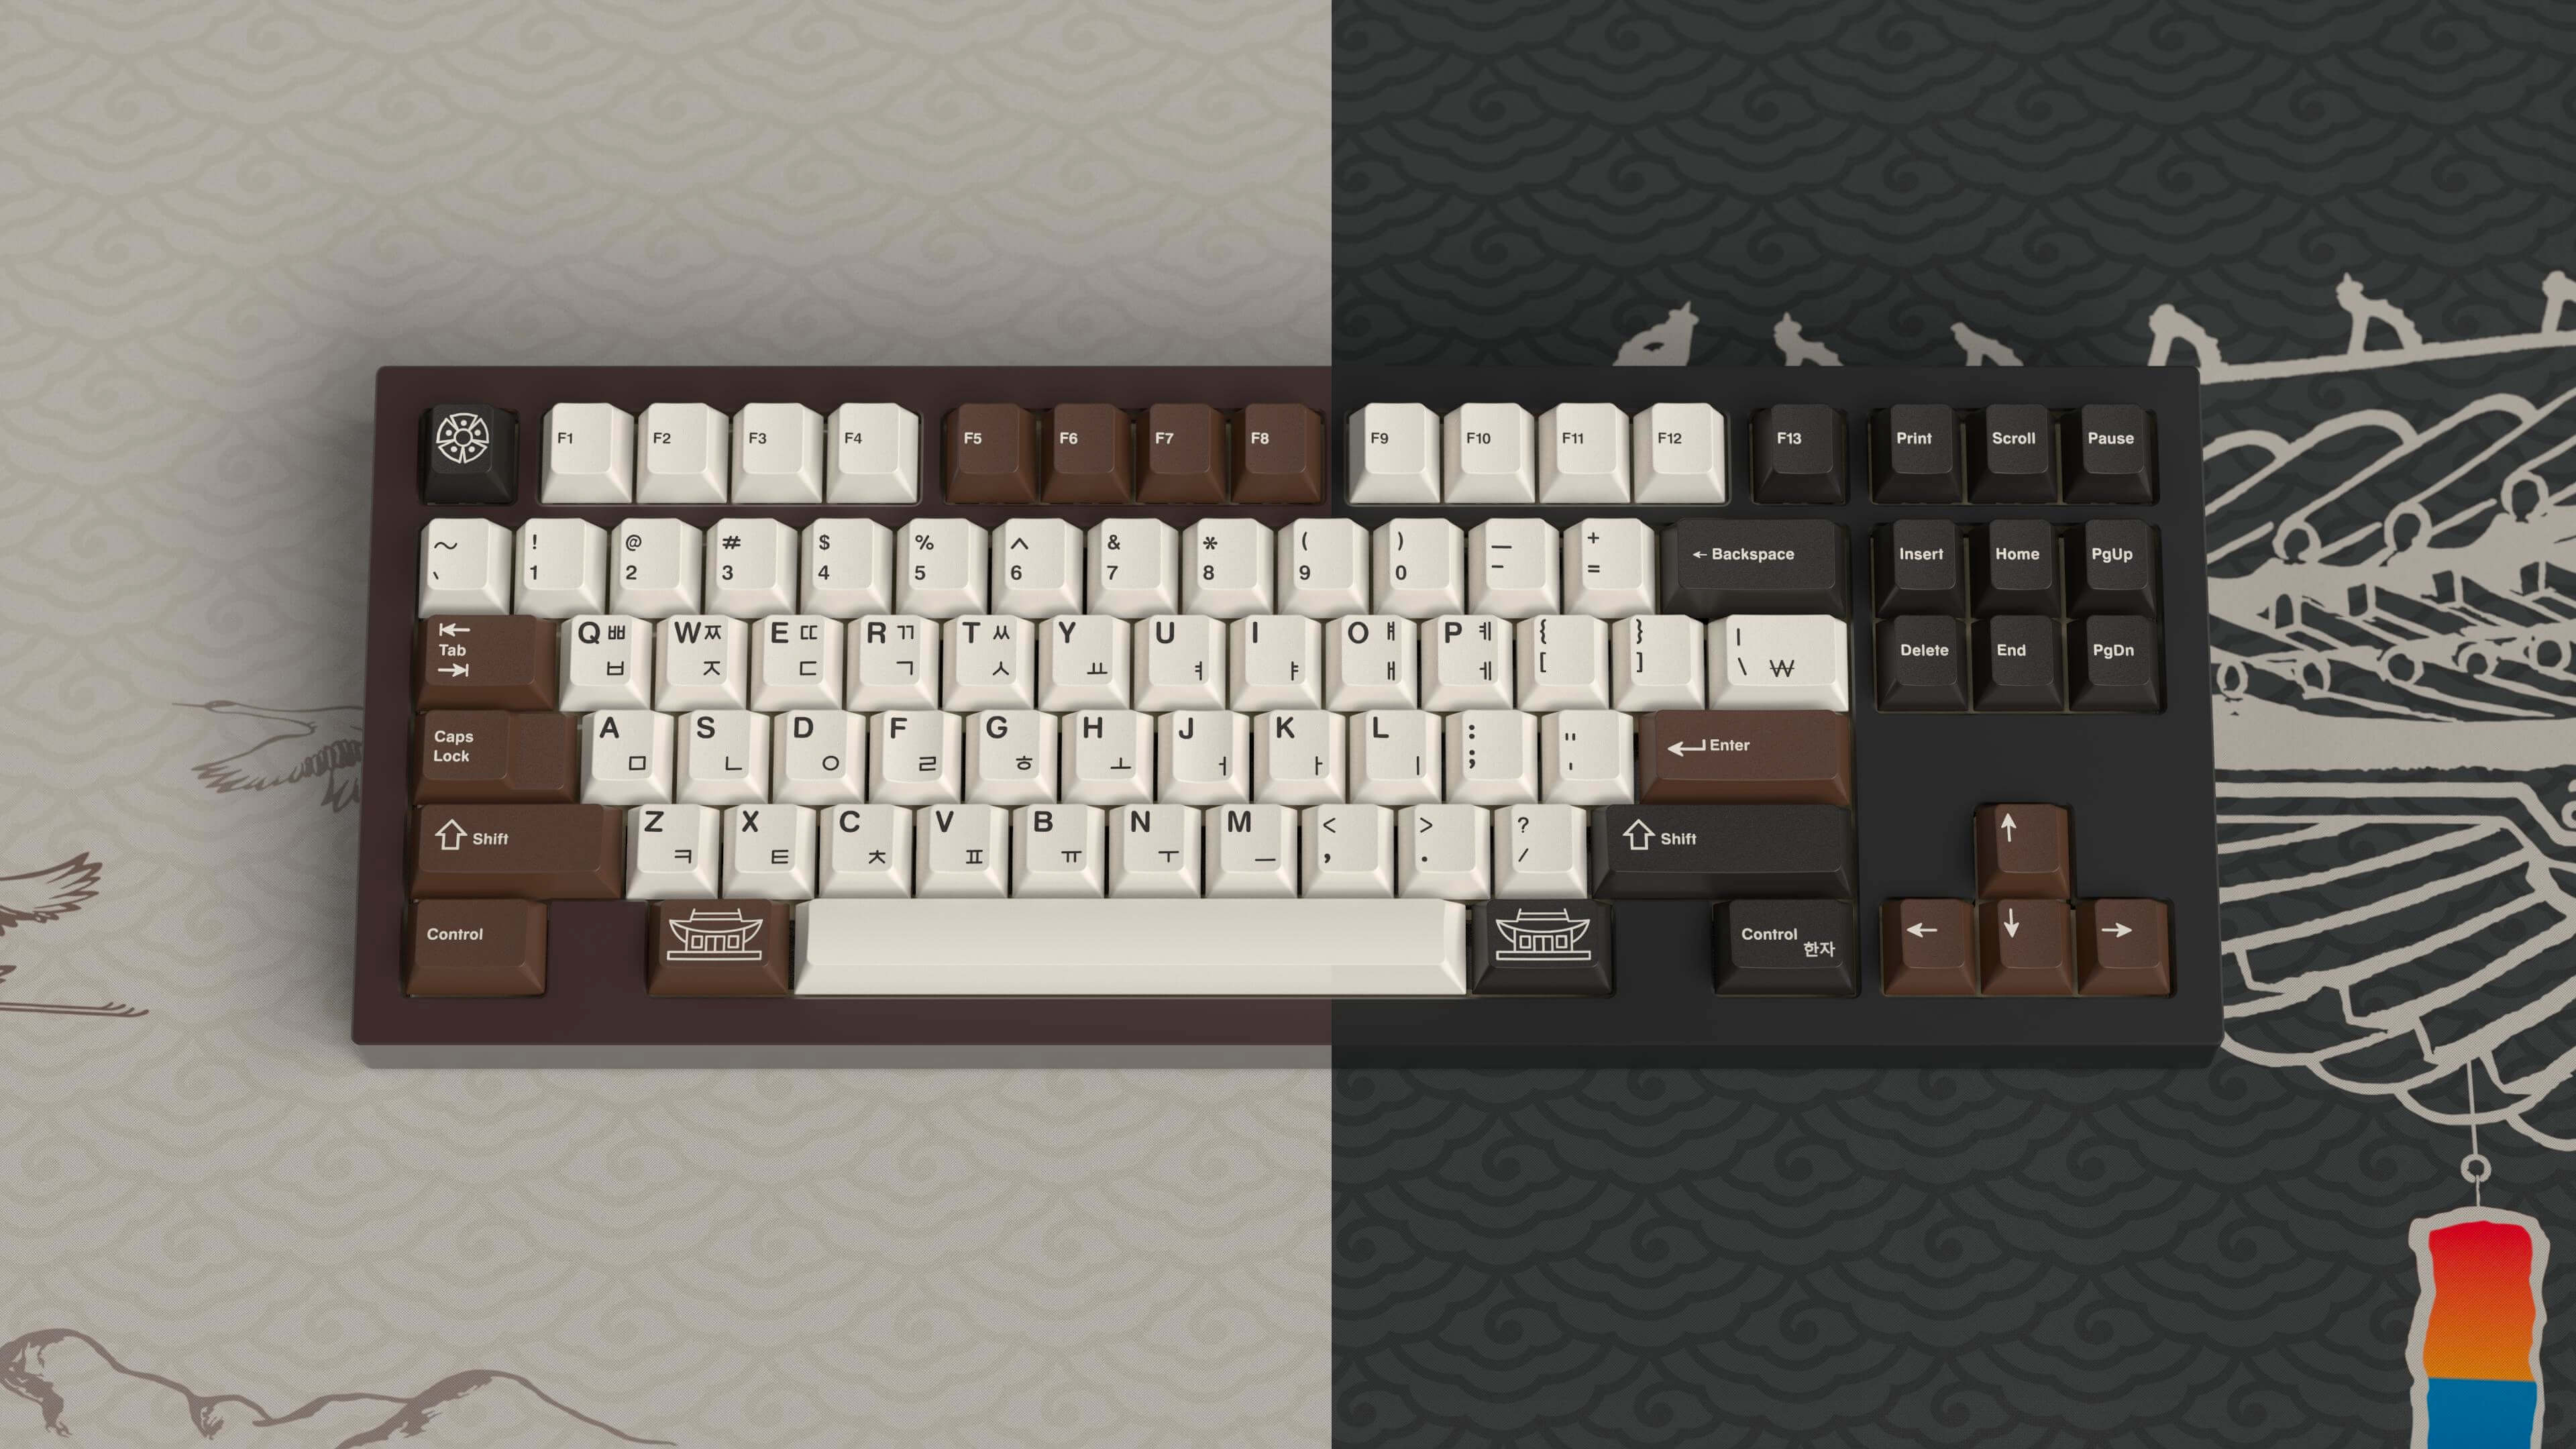 F1 F2 F3 F4 F5 F6 F7 F8 F9 F10 F11 F12 F13 Print Scroll Pause
~ ! @ # $ % ^ & * ( ) _ +
` 1 2 3 4 5 6 7 8 9 0 - = ← Backspace Insert Home PgUp
Q ㅃ W ㅉ E ㄸ R ㄲ T ㅆ Y U I O ㅒ P ㅖ { } |
Tab ㅂ ㅈ ㄷ ㄱ ㅅ ㅛ ㅕ ㅑ ㅐ ㅔ [ ] \ ₩ Delete End PgDn
Caps
Lock
A S D F G H J K L : "
ㅁ ㄴ ㅇ ㄹ ㅎ ㅗ ㅓ ㅏ ㅣ ; ' Enter
Z X C V B N M < > ?
Shift ㅋ ㅌ ㅊ ㅍ ㅠ ㅜ ㅡ , . / Shift ↑
Control Control ← ↓ →
한자